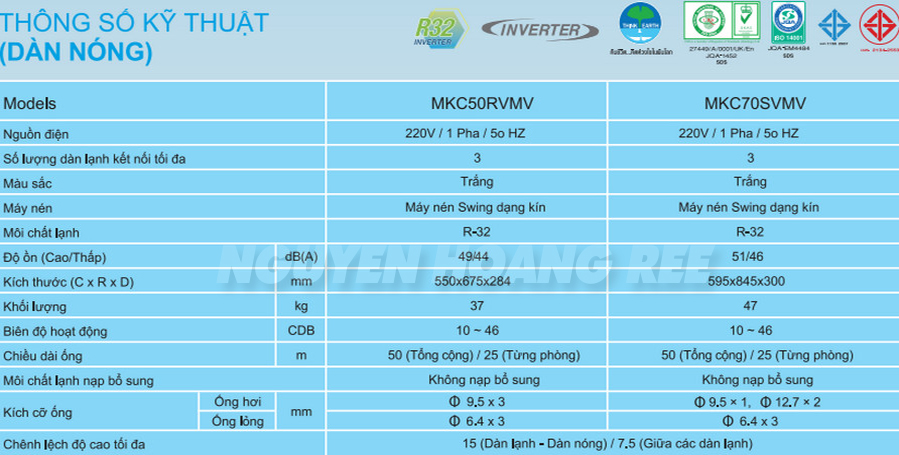 THÔNG SỐ KỸ THUẬT
(DÀN NÓNG)
R32
INVERTER
INVERTER
THINK EARTH
27449/A/0001/UK/En
JQA-1452
ISO 14001
JQA-EM4484
Models MKC50RVMV MKC70SVMV
Nguồn điện 220V / 1 Pha / 5o HZ 220V / 1 Pha / 5o HZ
Số lượng dàn lạnh kết nối tối đa 3 3
Màu sắc Trắng Trắng
Máy nén Máy nén Swing dạng kín Máy nén Swing dạng kín
Môi chất lạnh R-32 R-32
Độ ồn (Cao/Thấp) dB(A) 49/44 51/46
NGUYEN HOANG REE
Kích thước (C x R x D) mm 550x675x284 595x845x300
Khối lượng kg 37 47
Biên độ hoạt động CDB 10 ~ 46 10 ~ 46
Chiều dài ống m 50 (Tổng cộng) / 25 (Từng phòng) 50 (Tổng cộng) / 25 (Từng phòng)
Môi chất lạnh nạp bổ sung Không nạp bổ sung Không nạp bổ sung
Kích cỡ ống Ống hơi mm Φ 9.5 x 3 Φ 9.5 × 1, Φ 12.7 × 2
Ống lỏng Φ 6.4 x 3 Φ 6.4 x 3
Chênh lệch độ cao tối đa 15 (Dàn lạnh - Dàn nóng) / 7.5 (Giữa các dàn lạnh)